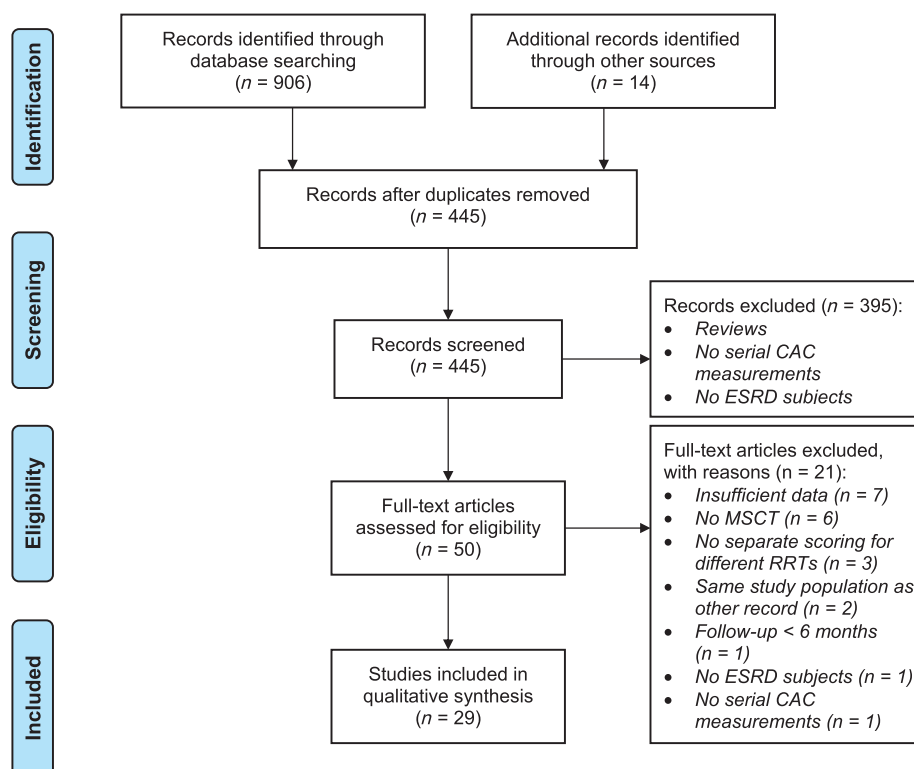 Identification
Records identified through
database searching
(n = 906)
Additional records identified
through other sources
(n = 14)
Records after duplicates removed
(n = 445)
Screening
Records screened
(n = 445)
Records excluded (n = 395):
• Reviews
• No serial CAC
measurements
• No ESRD subjects
Eligibility
Full-text articles
assessed for eligibility
(n = 50)
Full-text articles excluded,
with reasons (n = 21):
• Insufficient data (n = 7)
• No MSCT (n = 6)
• No separate scoring for
different RRTs (n = 3)
• Same study population as
other record (n = 2)
• Follow-up < 6 months
(n = 1)
• No ESRD subjects (n = 1)
• No serial CAC
measurements (n = 1)
Included
Studies included in
qualitative synthesis
(n = 29)